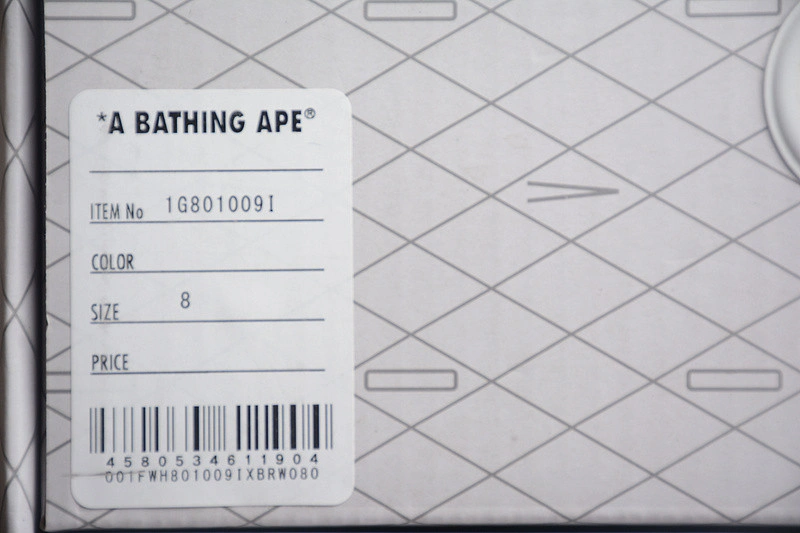 *A BATHING APE®
ITEM No 1G801009I
COLOR
SIZE 8
PRICE
4580534611904
001FWH801009IXBRW080